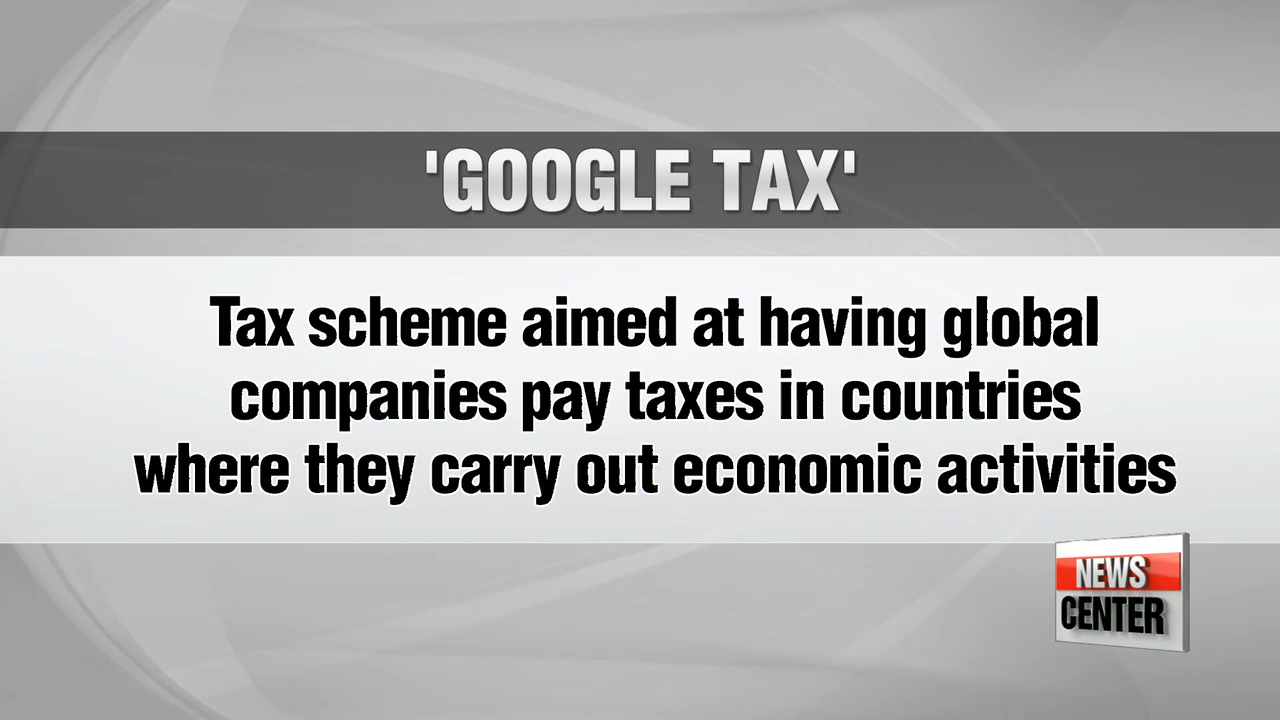 'GOOGLE TAX'
Tax scheme aimed at having global
companies pay taxes in countries
where they carry out economic activities
NEWS
CENTER